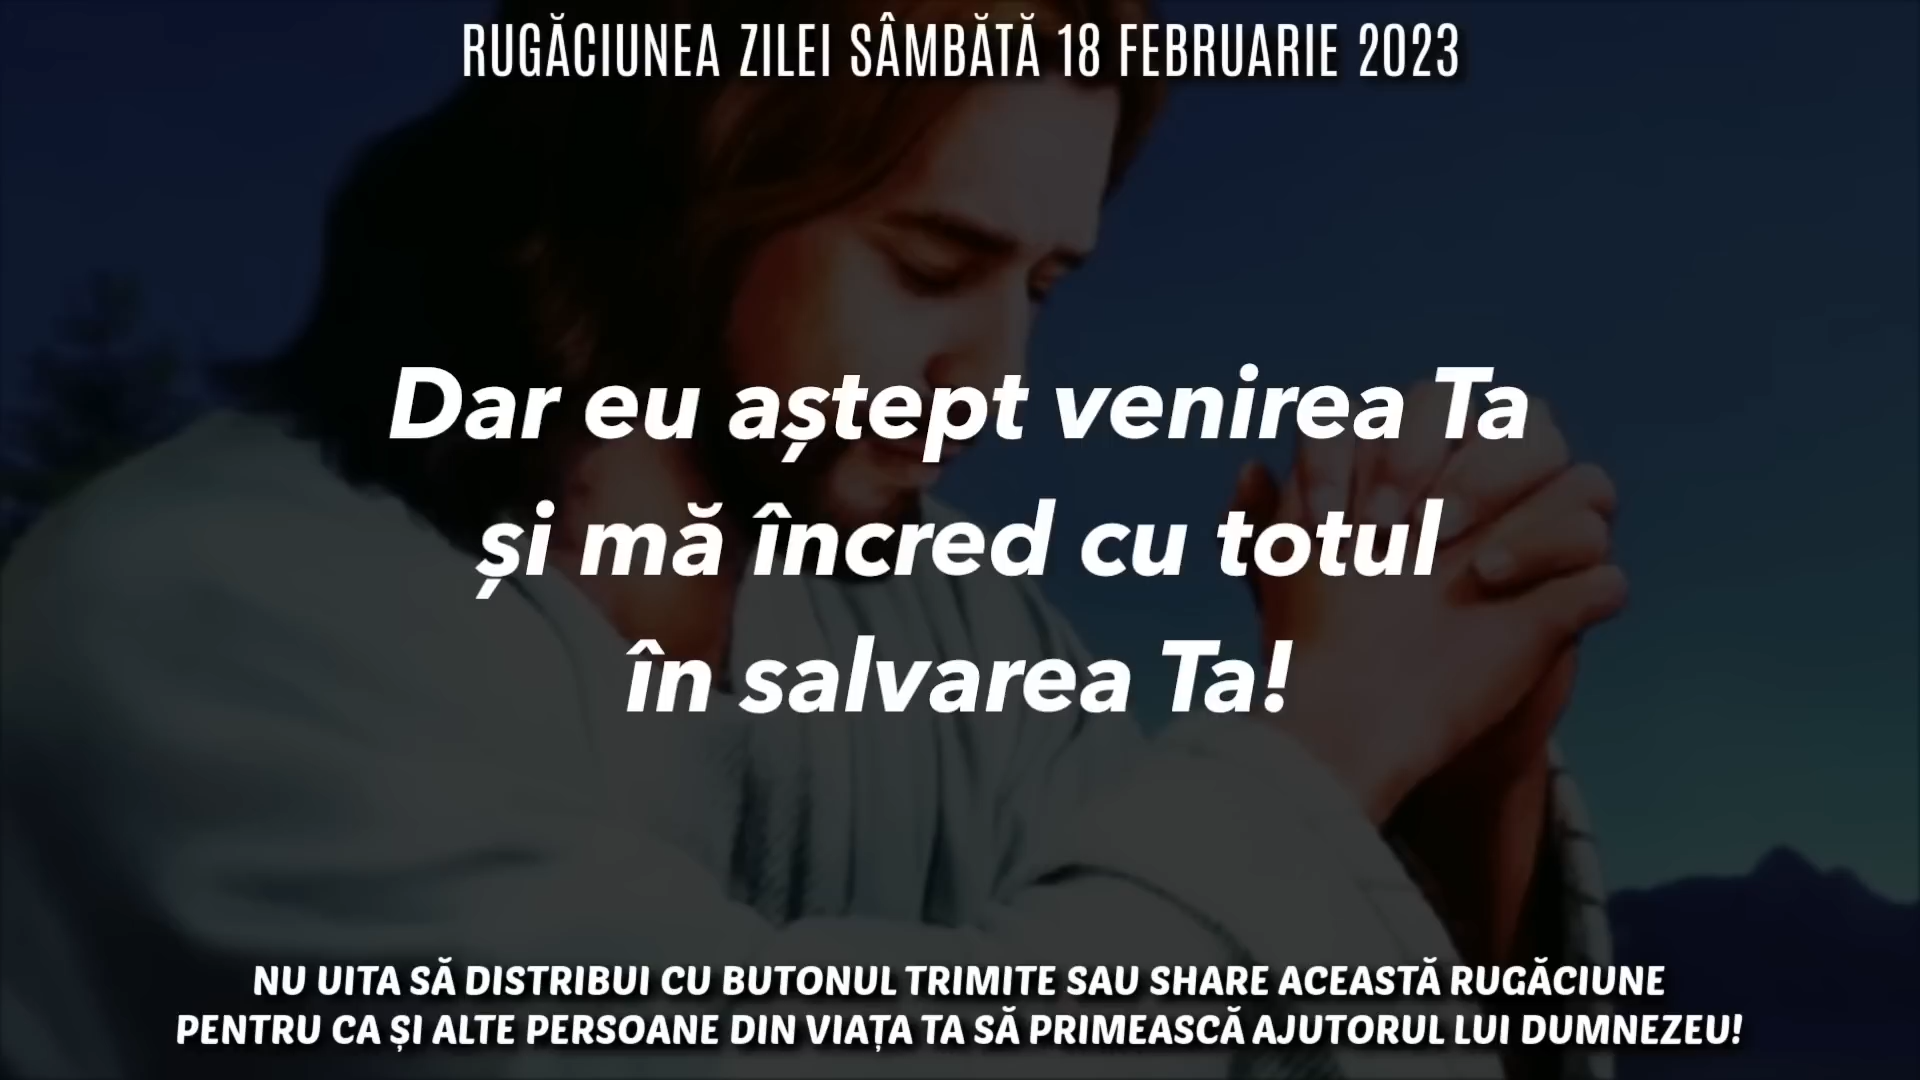 RUGĂCIUNEA ZILEI SÂMBĂTĂ 18 FEBRUARIE 2023
Dar eu aștept venirea Ta
și mă încred cu totul
în salvarea Ta!
NU UITA SĂ DISTRIBUI CU BUTONUL TRIMITE SAU SHARE ACEASTĂ RUGĂCIUNE
PENTRU CA ȘI ALTE PERSOANE DIN VIAȚA TA SĂ PRIMEASCĂ AJUTORUL LUI DUMNEZEU!